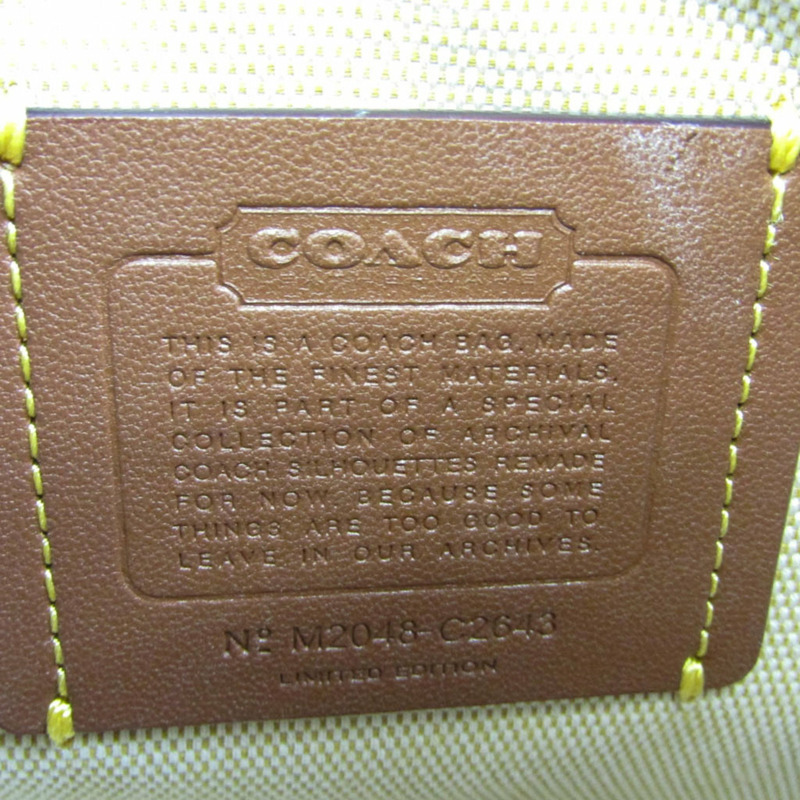 COACH
LEATHERWARE
THIS IS A COACH BAG. MADE
OF THE FINEST MATERIALS.
IT IS PART OF A SPECIAL
COLLECTION OF ARCHIVAL
COACH SILHOUETTES REMADE
FOR NOW BECAUSE SOME
THINGS ARE TOO GOOD TO
LEAVE IN OUR ARCHIVES.
Nº M2048-C2643
LIMITED EDITION